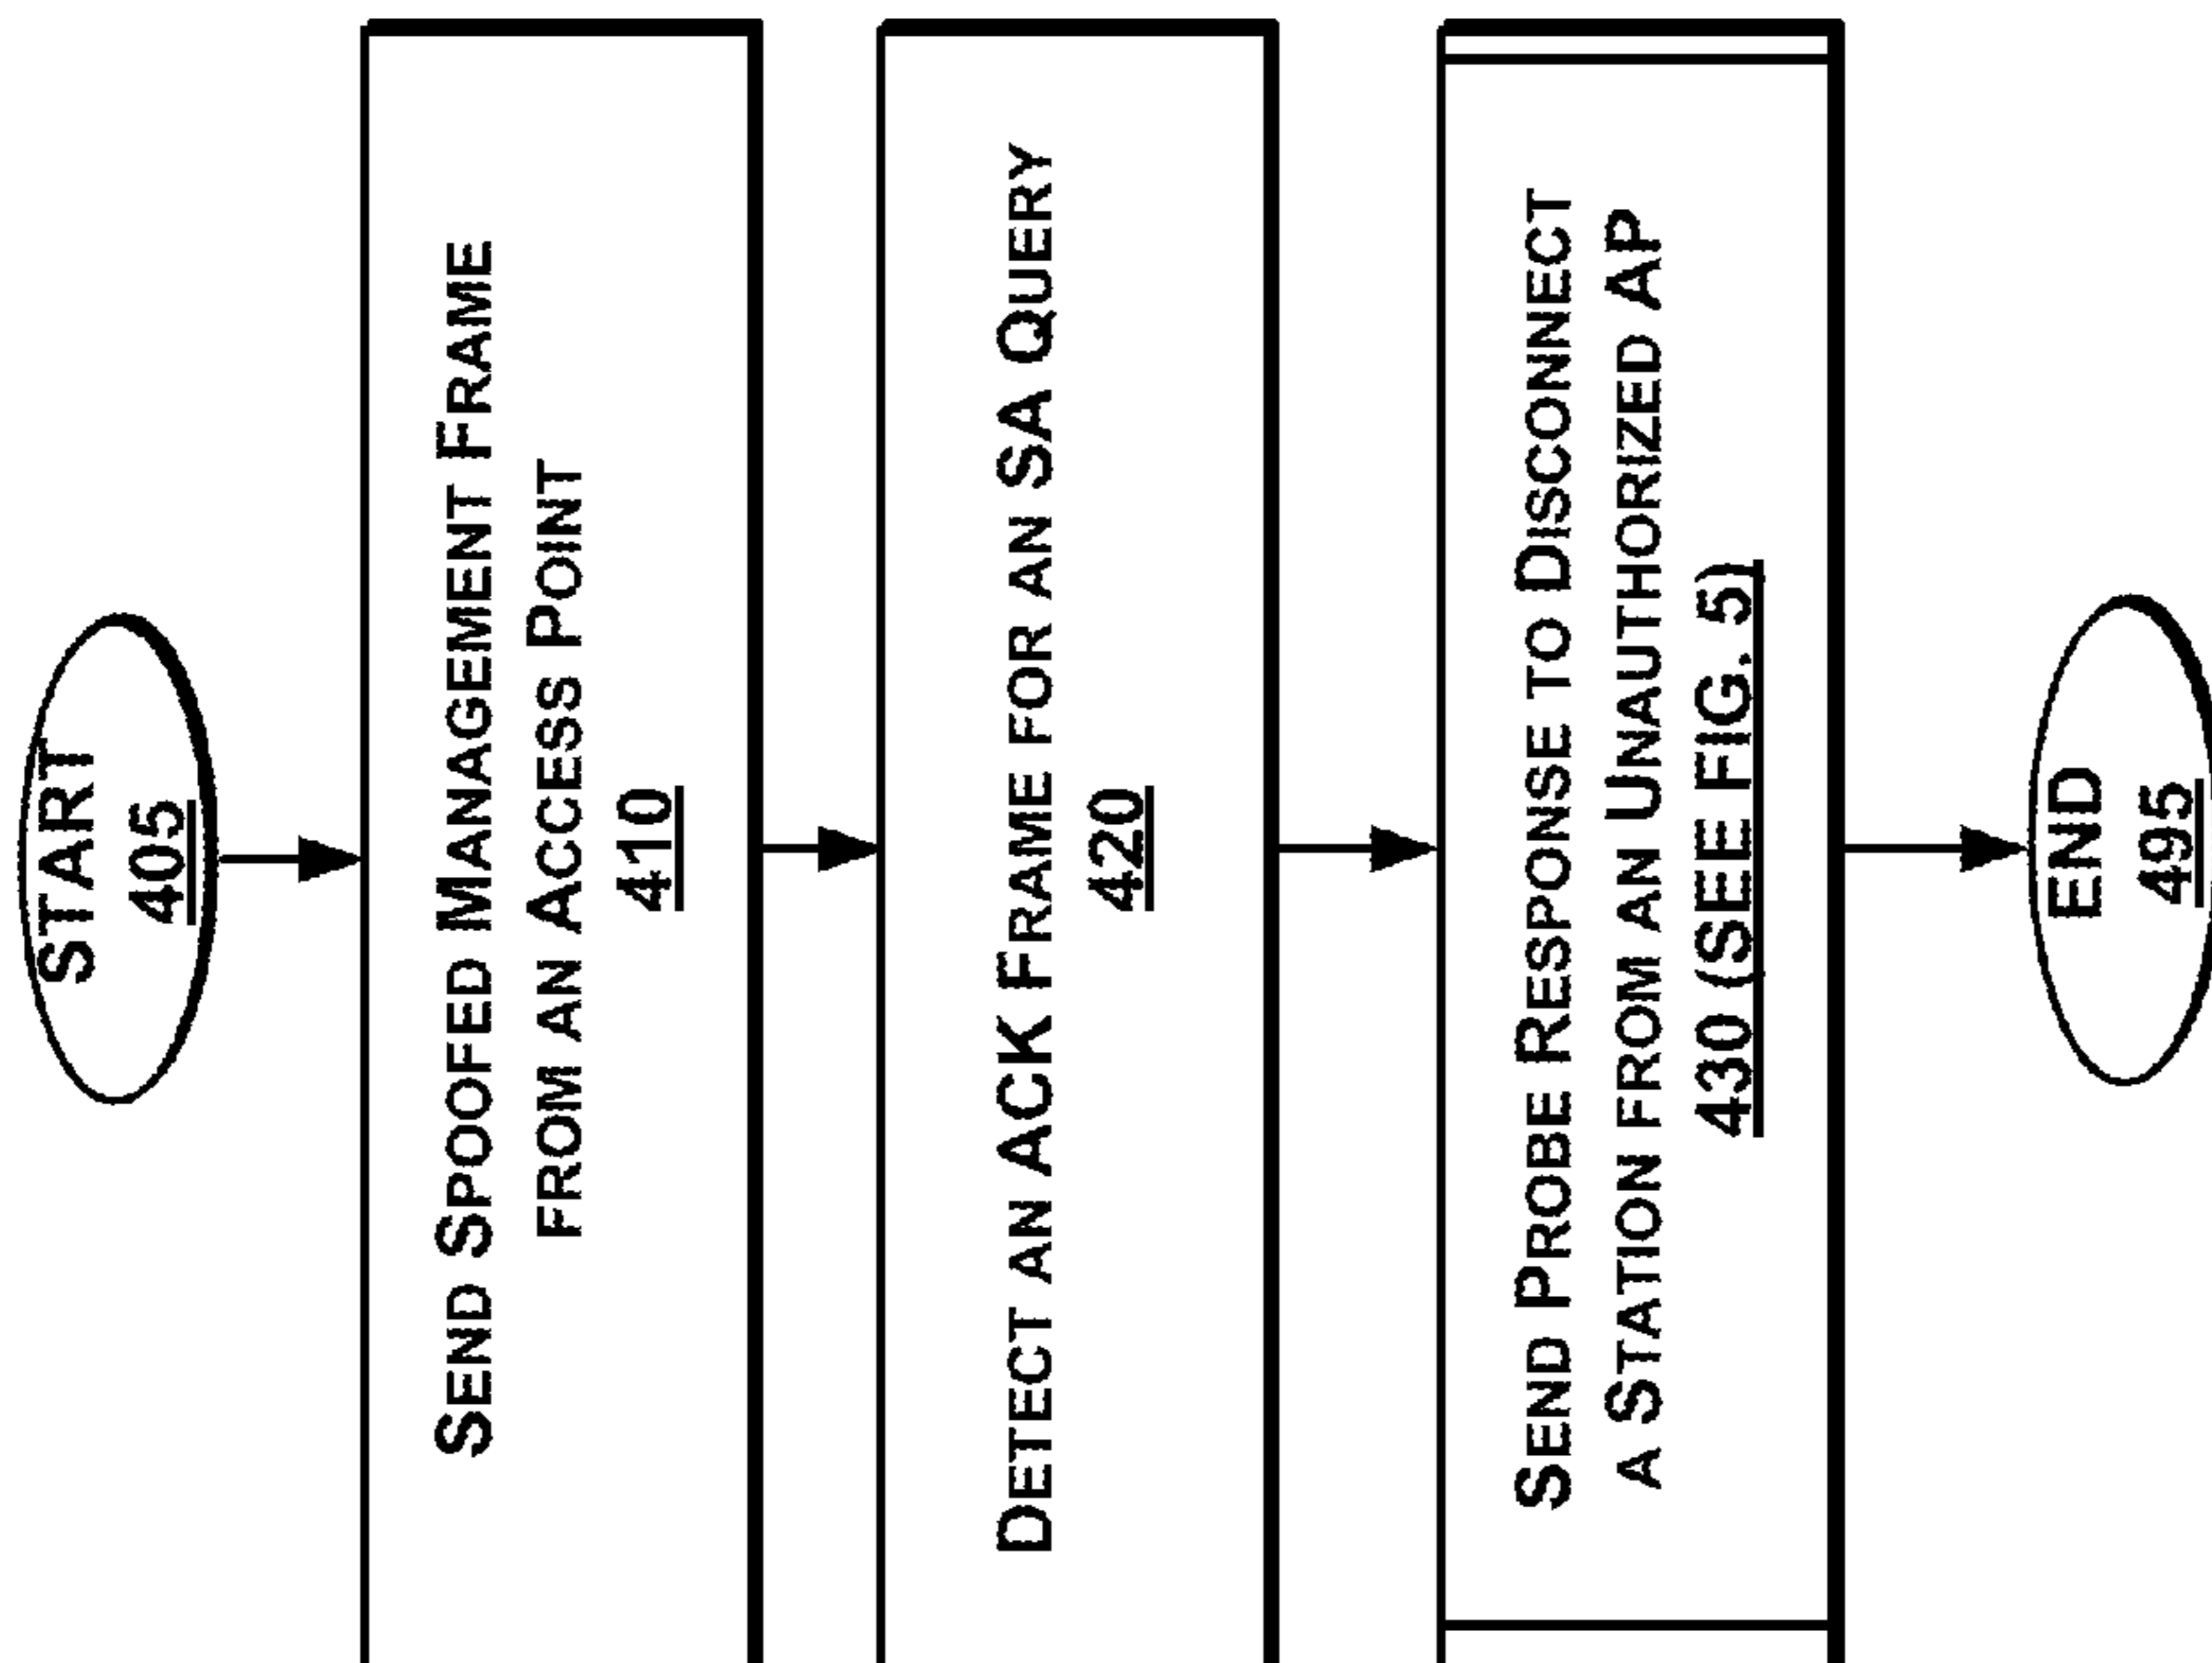 START
405
SEND SPOOFED MANAGEMENT FRAME
FROM AN ACCESS POINT
410
DETECT AN ACK FRAME FOR AN SA QUERY
420
SEND PROBE RESPONSE TO DISCONNECT
A STATION FROM AN UNAUTHORIZED AP
430 (SEE FIG. 5)
END
495